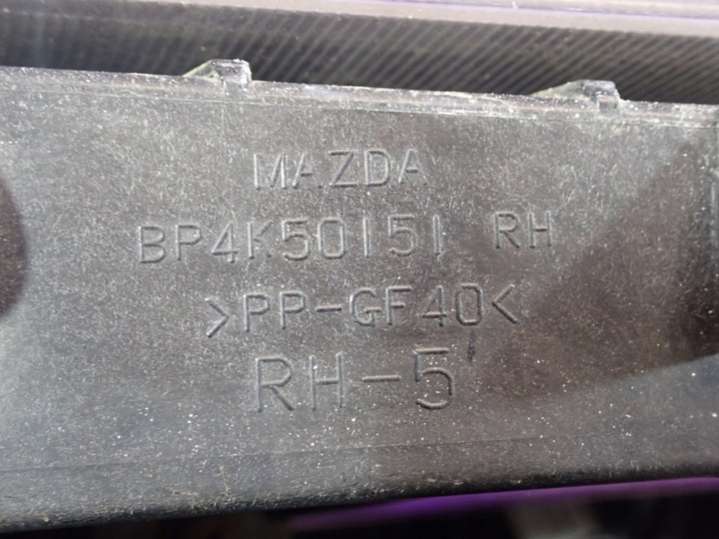 MAZDA
BP4K50151 RH
>PP-GF40<
RH-5